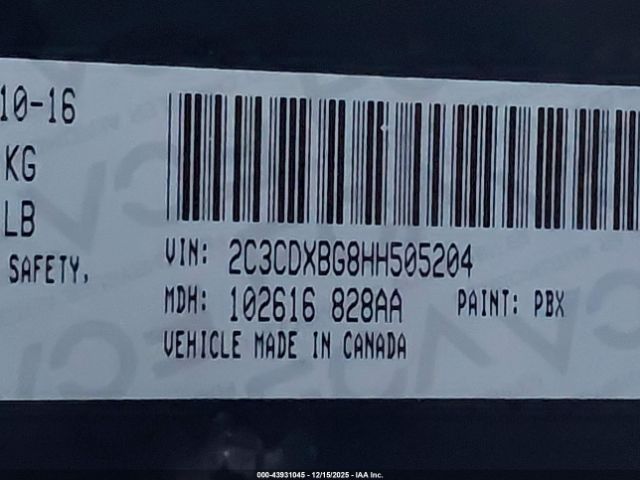 10-16
KG
LB
SAFETY,
VIN: 2C3CDXBG8HH505204
MDH: 102616 828AA PAINT: PBX
VEHICLE MADE IN CANADA
000-43931045 - 12/15/2025 - IAA Inc.